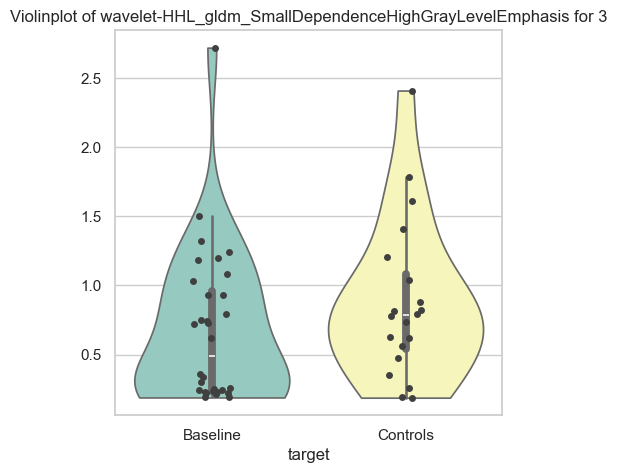 Violinplot of wavelet-HHL_gldm_SmallDependenceHighGrayLevelEmphasis for 3
2.5
2.0
1.5
1.0
0.5
Baseline
Controls
target